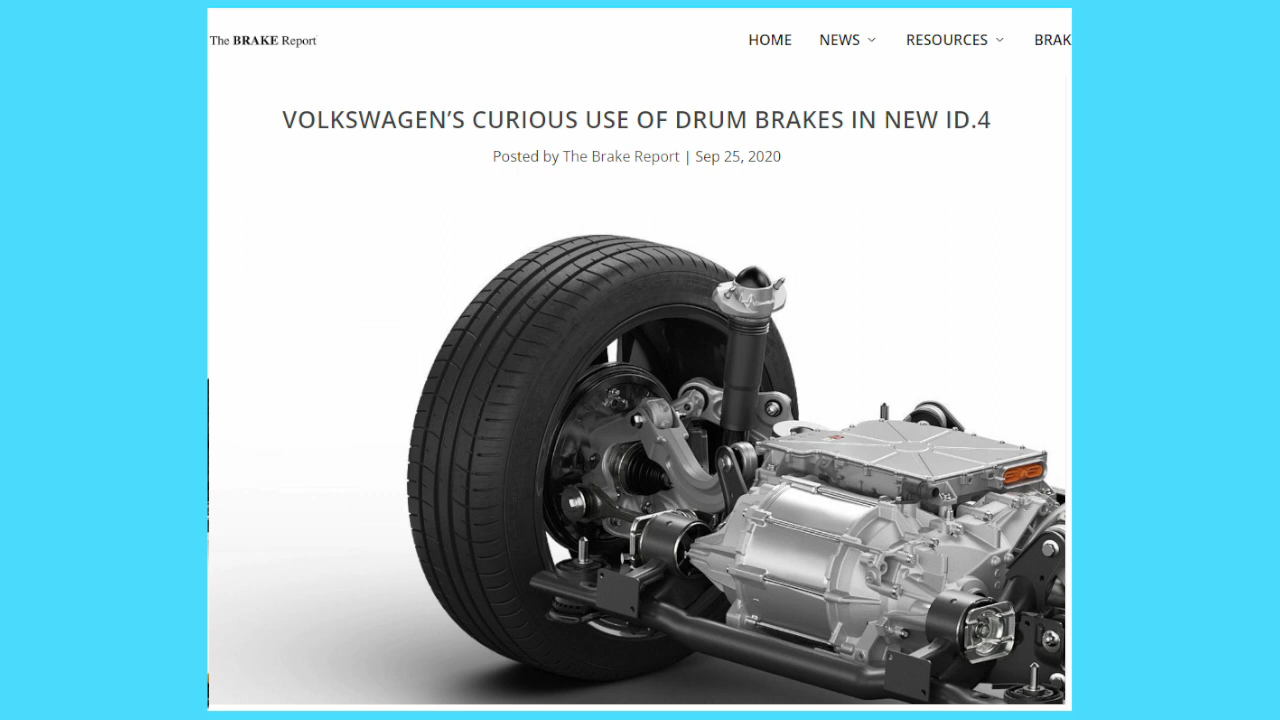 The BRAKE Report
HOME NEWS RESOURCES BRAK
VOLKSWAGEN’S CURIOUS USE OF DRUM BRAKES IN NEW ID.4
Posted by The Brake Report | Sep 25, 2020